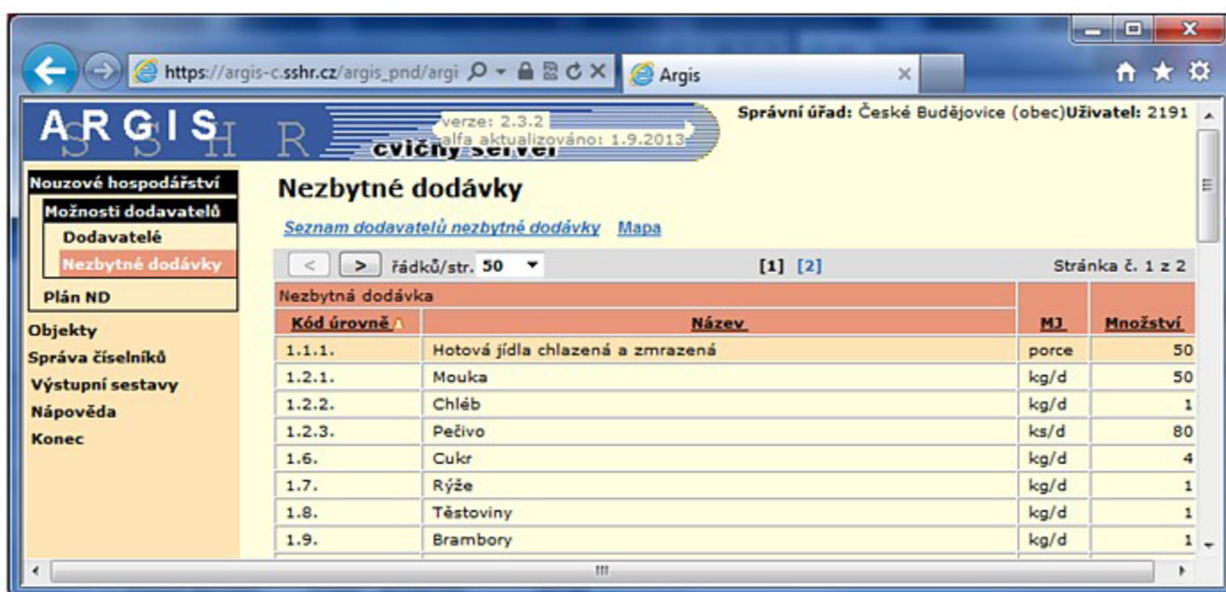 https://argis-c.sshr.cz/argis_pnd/argi
Argis
ARGIS
SSHR
verze: 2.3.2
alfa aktualizováno: 1.9.2013
cvičný server
Správní úřad: České Budějovice (obec)Uživatel: 2191
Nouzové hospodářství
Možnosti dodavatelů
Dodavatelé
Nezbytné dodávky
Plán ND
Objekty
Správa číselníků
Výstupní sestavy
Nápověda
Konec
Nezbytné dodávky
Seznam dodavatelů nezbytné dodávky Mapa
< > řádků/str. 50 [1] [2] Stránka č. 1 z 2
Nezbytná dodávka
Kód úrovně Název MJ Množství
1.1.1. Hotová jídla chlazená a zmrazená porce 50
1.2.1. Mouka kg/d 50
1.2.2. Chléb kg/d 1
1.2.3. Pečivo ks/d 80
1.6. Cukr kg/d 4
1.7. Rýže kg/d 1
1.8. Těstoviny kg/d 1
1.9. Brambory kg/d 1